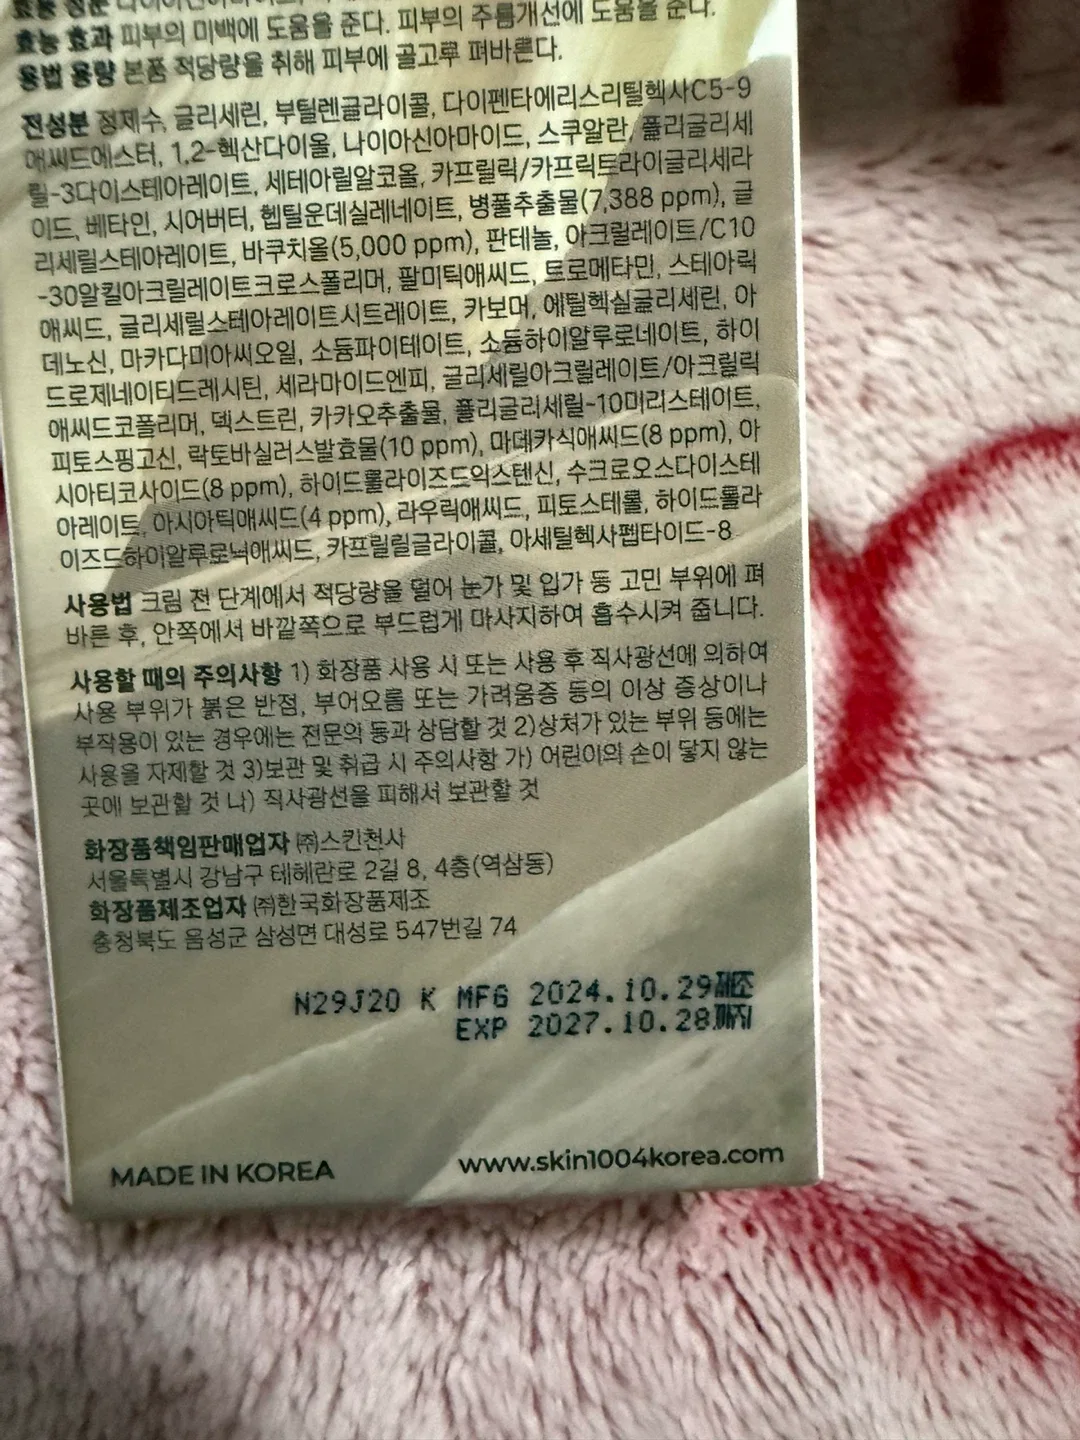 효능 효과 피부의 미백에 도움을 준다. 피부의 주름개선에 도움을 준다.
용법 용량 본품 적당량을 취해 피부에 골고루 펴바른다.
전성분 정제수, 글리세린, 부틸렌글라이콜, 다이펜타에리스리틸헥사C5-9
애씨드에스터, 1,2-헥산다이올, 나이아신아마이드, 스쿠알란, 폴리글리세
릴-3다이스테아레이트, 세테아릴알코올, 카프릴릭/카프릭트라이글리세라
이드, 베타인, 시어버터, 헵틸운데실레네이트, 병풀추출물(7,388 ppm), 글
리세릴스테아레이트, 바쿠치올(5,000 ppm), 판테놀, 아크릴레이트/C10
-30알킬아크릴레이트크로스폴리머, 팔미틱애씨드, 트로메타민, 스테아릭
애씨드, 글리세릴스테아레이트시트레이트, 카보머, 에틸헥실글리세린, 아
데노신, 마카다미아씨오일, 소듐파이테이트, 소듐하이알루로네이트, 하이
드로제네이티드레시틴, 세라마이드엔피, 글리세릴아크릴레이트/아크릴릭
애씨드코폴리머, 덱스트린, 카카오추출물, 폴리글리세릴-10미리스테이트,
피토스핑고신, 락토바실러스발효물(10 ppm), 마데카식애씨드(8 ppm), 아
시아티코사이드(8 ppm), 하이드롤라이즈드익스텐신, 수크로오스다이스테
아레이트, 아시아틱애씨드(4 ppm), 라우릭애씨드, 피토스테롤, 하이드롤라
이즈드하이알루로닉애씨드, 카프릴릴글라이콜, 아세틸헥사펩타이드-8
사용법 크림 전 단계에서 적당량을 덜어 눈가 및 입가 등 고민 부위에 펴
바른 후, 안쪽에서 바깥쪽으로 부드럽게 마사지하여 흡수시켜 줍니다.
사용할 때의 주의사항 1) 화장품 사용 시 또는 사용 후 직사광선에 의하여
사용 부위가 붉은 반점, 부어오름 또는 가려움증 등의 이상 증상이나
부작용이 있는 경우에는 전문의 등과 상담할 것 2)상처가 있는 부위 등에는
사용을 자제할 것 3)보관 및 취급 시 주의사항 가) 어린이의 손이 닿지 않는
곳에 보관할 것 나) 직사광선을 피해서 보관할 것
화장품책임판매업자 ㈜스킨천사
서울특별시 강남구 테헤란로 2길 8, 4층(역삼동)
화장품제조업자 ㈜한국화장품제조
충청북도 음성군 삼성면 대성로 547번길 74
N29J20 K MFG 2024.10.29제조
EXP 2027.10.28까지
MADE IN KOREA
www.skin1004korea.com